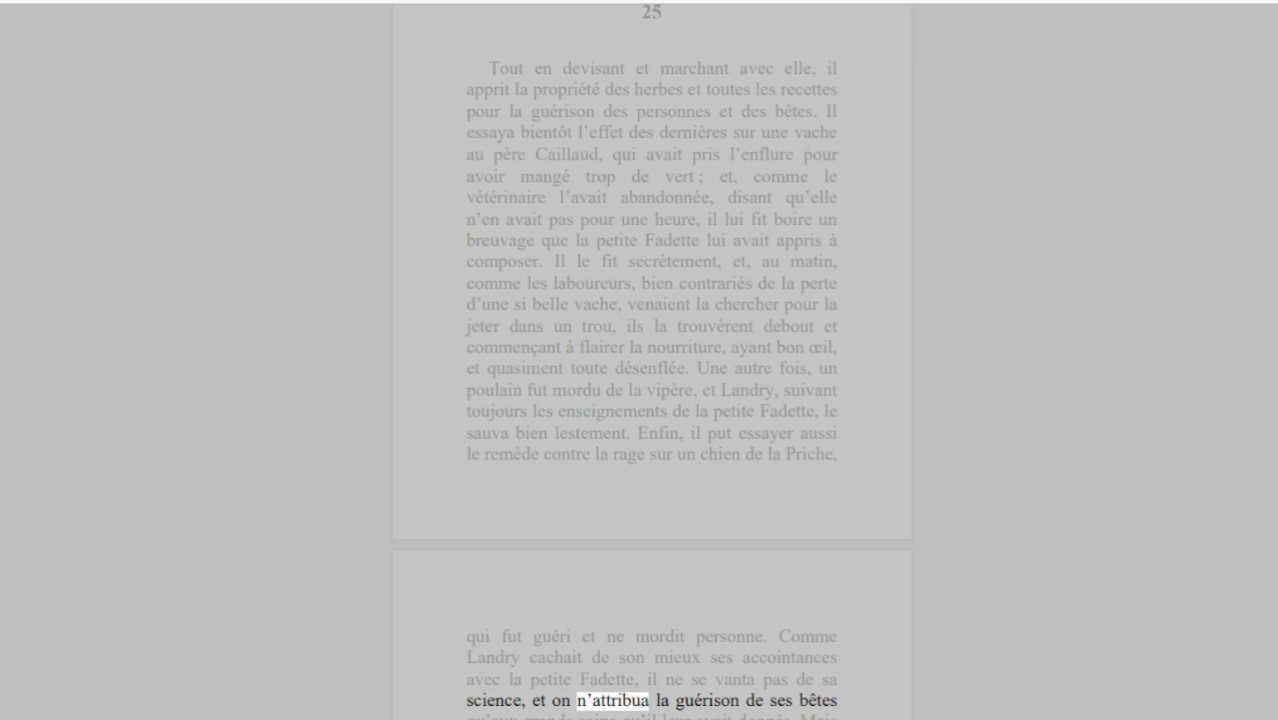 25
Tout en devisant et marchant avec elle, il
apprit la propriété des herbes et toutes les recettes
pour la guérison des personnes et des bêtes. Il
essaya bientôt l’effet des dernières sur une vache
au père Caillaud, qui avait pris l’enflure pour
avoir mangé trop de vert ; et, comme le
vétérinaire l’avait abandonnée, disant qu’elle
n’en avait pas pour une heure, il lui fit boire un
breuvage que la petite Fadette lui avait appris à
composer. Il le fit secrètement, et, au matin,
comme les laboureurs, bien contrariés de la perte
d’une si belle vache, venaient la chercher pour la
jeter dans un trou, ils la trouvèrent debout et
commençant à flairer la nourriture, ayant bon œil,
et quasiment toute désenflée. Une autre fois, un
poulain fut mordu de la vipère, et Landry, suivant
toujours les enseignements de la petite Fadette, le
sauva bien lestement. Enfin, il put essayer aussi
le remède contre la rage sur un chien de la Priche,
qui fut guéri et ne mordit personne. Comme
Landry cachait de son mieux ses accointances
avec la petite Fadette, il ne se vanta pas de sa
science, et on n’attribua la guérison de ses bêtes
qu’aux grands soins qu’il leur avait donnés. Mais